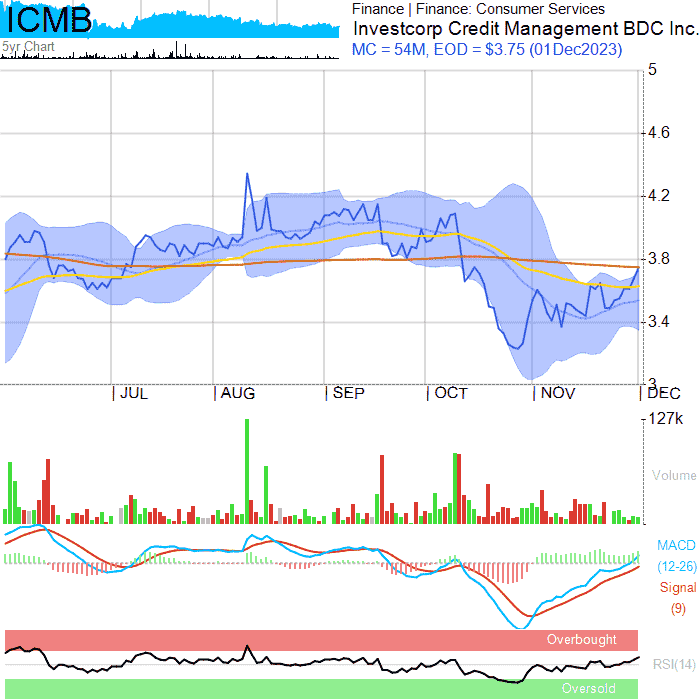 ICMB
5yr Chart
Finance | Finance: Consumer Services
Investcorp Credit Management BDC Inc.
MC = 54M, EOD = $3.75 (01Dec2023)
5
4.6
4.2
3.8
3.4
3
JUL
AUG
SEP
OCT
NOV
DEC
127k
Volume
MACD
(12-26)
Signal
(9)
Overbought
RSI(14)
Oversold